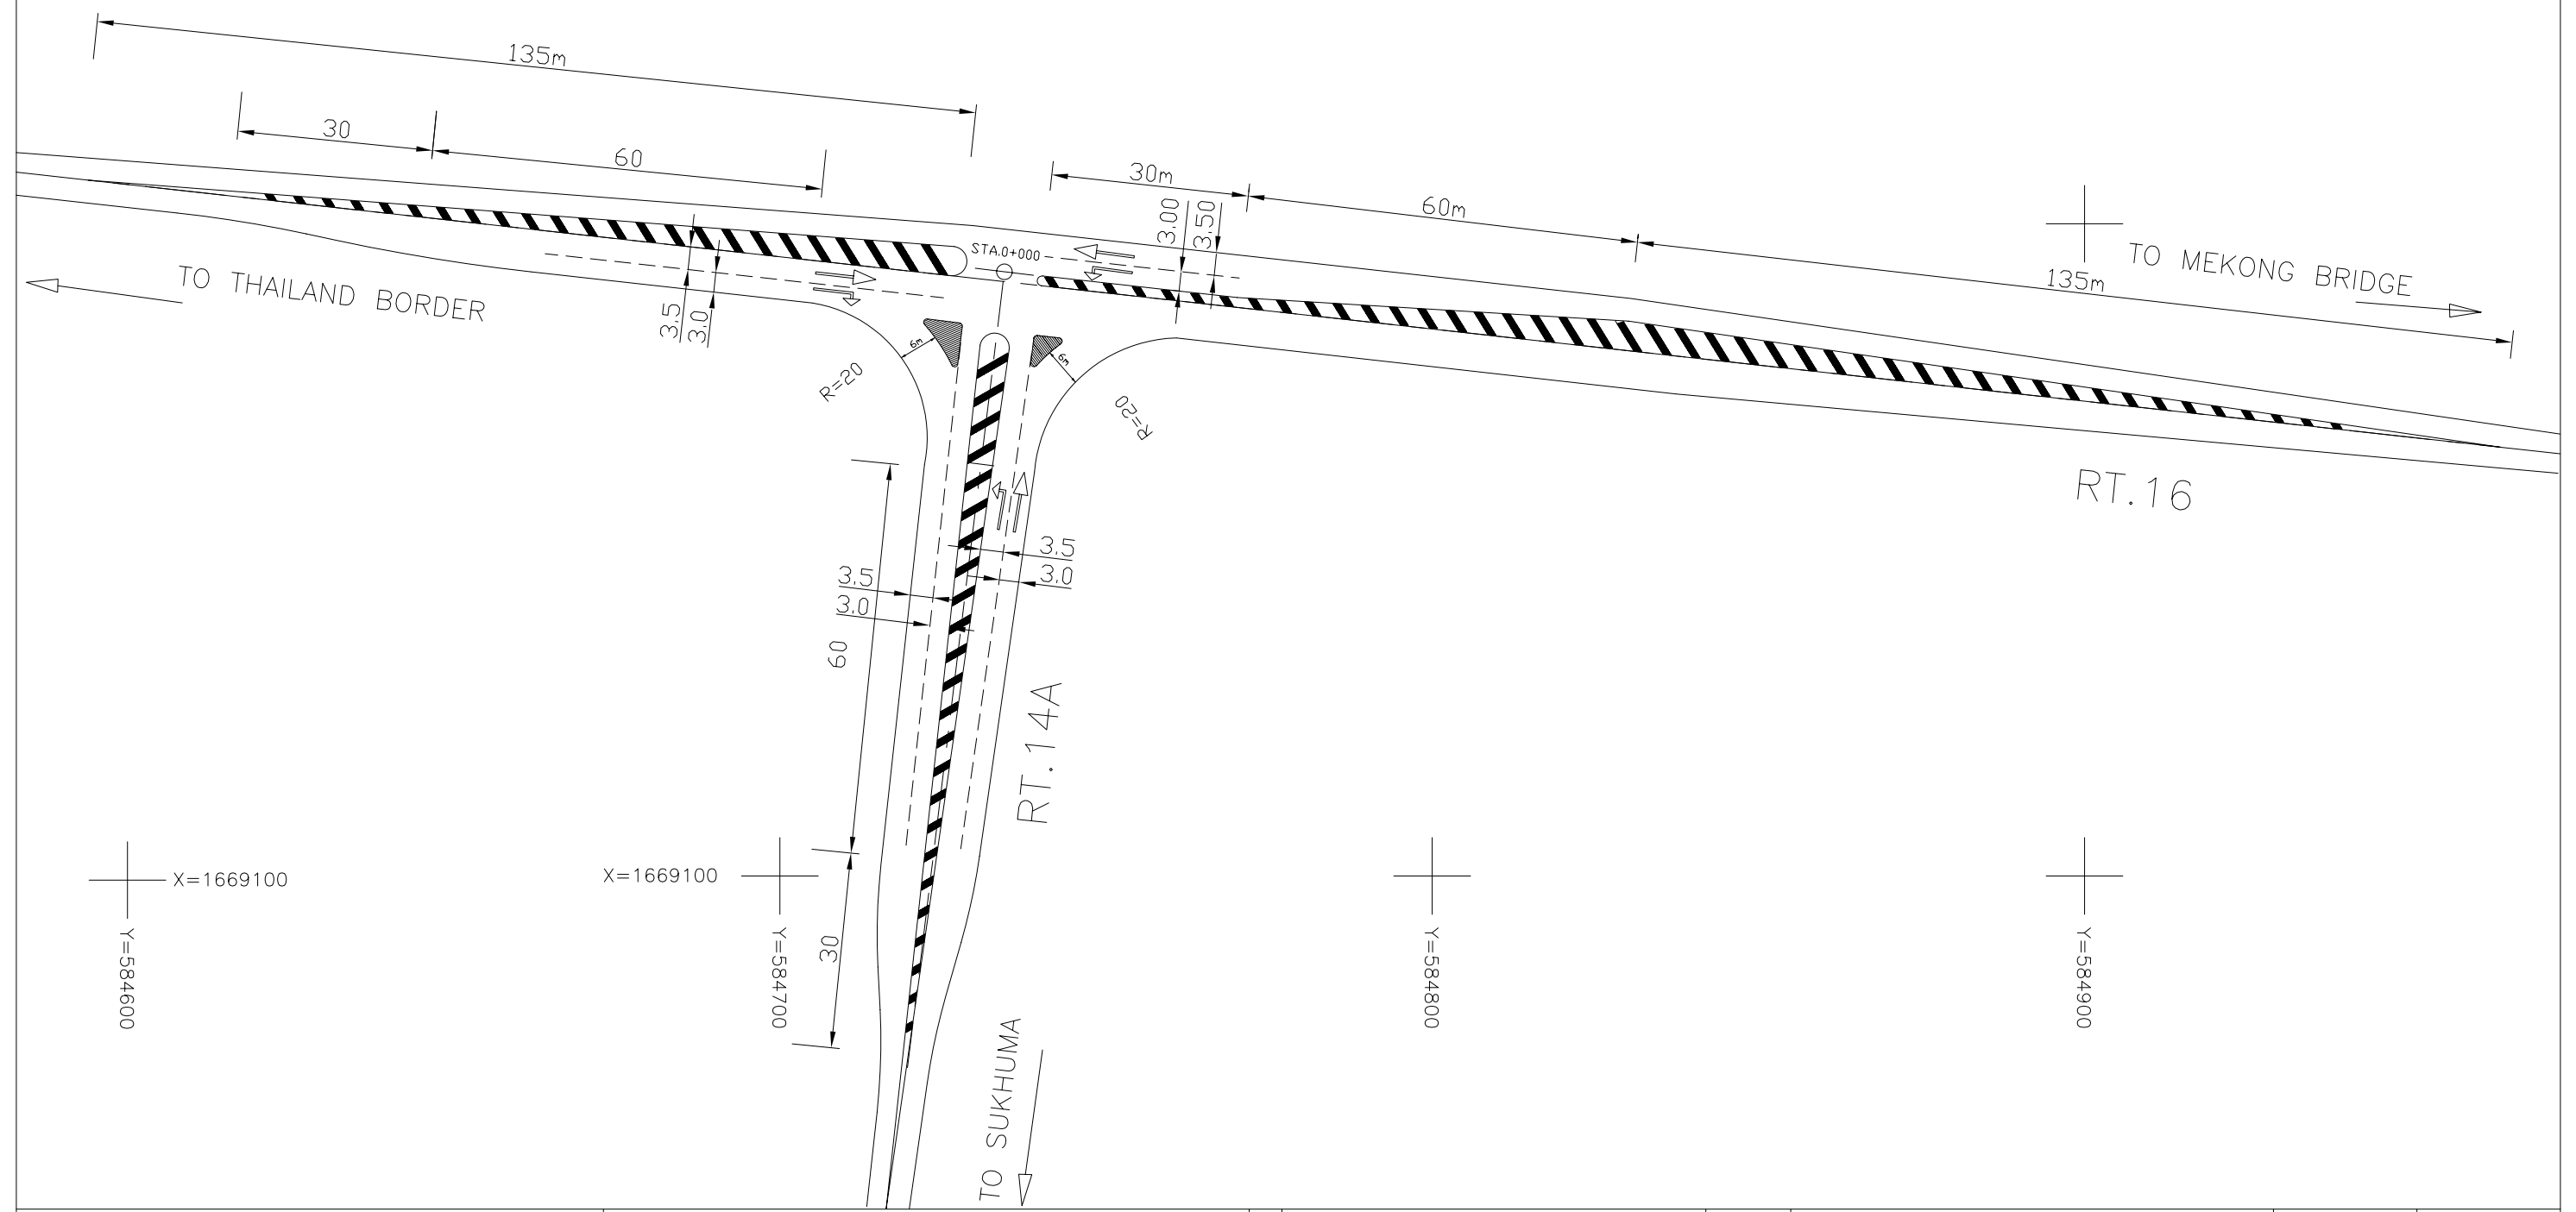 135m
30
60
30m
60m
135m
3.00
3.50
STA.0+000
TO MEKONG BRIDGE
TO THAILAND BORDER
3.5
3.0
6m
6m
R=20
R=20
RT.16
3.5
3.0
3.5
3.0
60
RT.14A
X=1669100
X=1669100
Y=584600
Y=584700
Y=584800
Y=584900
30
TO SUKHUMA